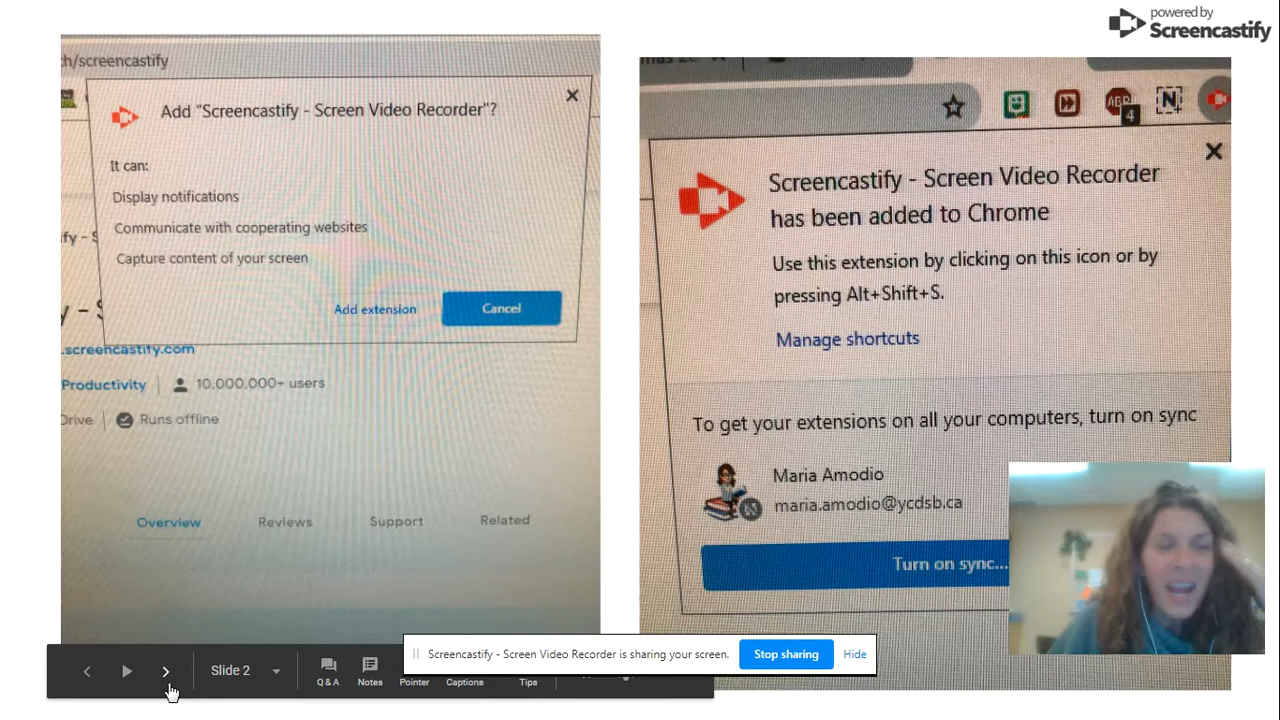 powered by
Screencastify
h/screencastify
Add "Screencastify - Screen Video Recorder"?
It can:
Display notifications
Communicate with cooperating websites
Capture content of your screen
Add extension
Cancel
.screencastify.com
Productivity
10,000,000+ users
Drive
Runs offline
Overview
Reviews
Support
Related
ABP
4
N
Screencastify - Screen Video Recorder
has been added to Chrome
Use this extension by clicking on this icon or by
pressing Alt+Shift+S.
Manage shortcuts
To get your extensions on all your computers, turn on sync
Maria Amodio
maria.amodio@ycdsb.ca
Turn on sync...
Screencastify - Screen Video Recorder is sharing your screen.
Stop sharing
Hide
Slide 2
Q & A
Notes
Pointer
Captions
Tips